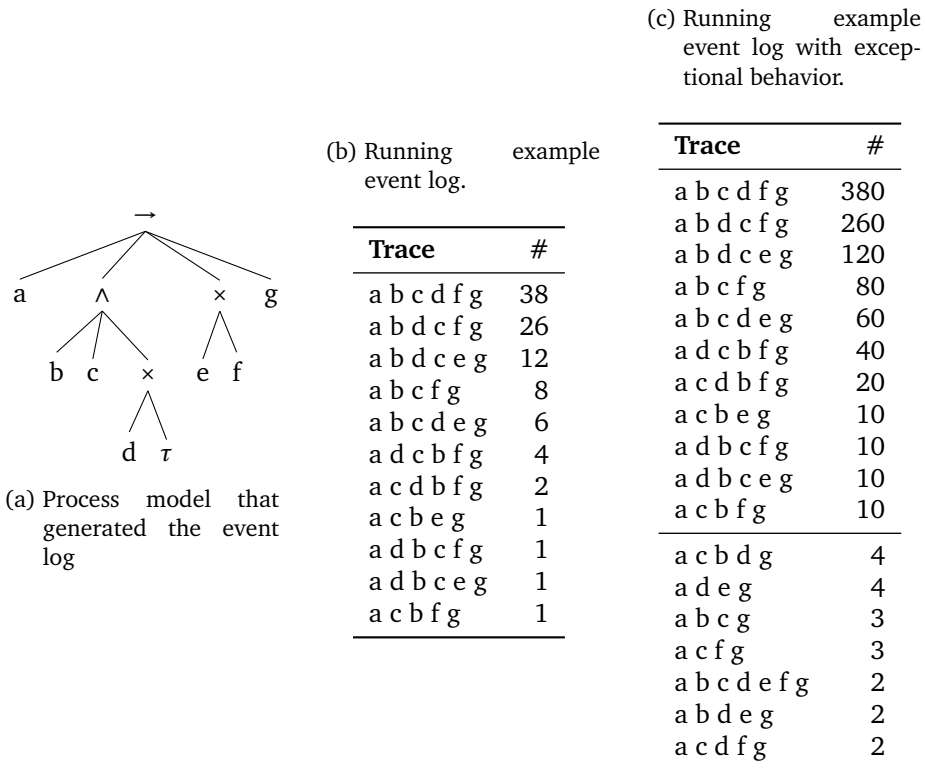 →
a ∧ × g
b c × e f
d τ
(a) Process model that
generated the event
log
(b) Running example
event log.
Trace #
a b c d f g 38
a b d c f g 26
a b d c e g 12
a b c f g 8
a b c d e g 6
a d c b f g 4
a c d b f g 2
a c b e g 1
a d b c f g 1
a d b c e g 1
a c b f g 1
(c) Running example
event log with excep-
tional behavior.
Trace #
a b c d f g 380
a b d c f g 260
a b d c e g 120
a b c f g 80
a b c d e g 60
a d c b f g 40
a c d b f g 20
a c b e g 10
a d b c f g 10
a d b c e g 10
a c b f g 10
a c b d g 4
a d e g 4
a b c g 3
a c f g 3
a b c d e f g 2
a b d e g 2
a c d f g 2